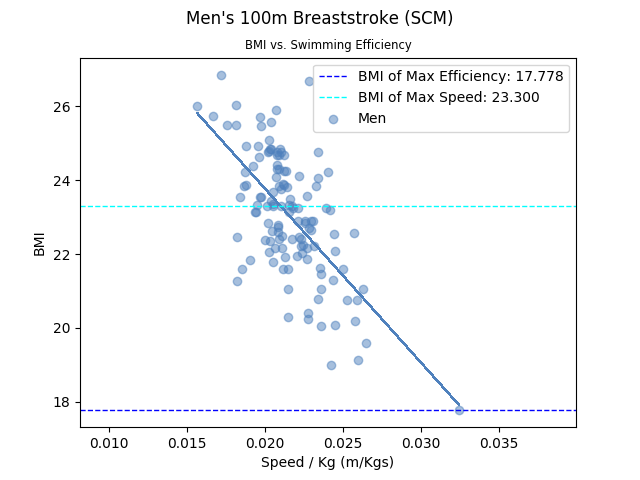 Men's 100m Breaststroke (SCM)
BMI vs. Swimming Efficiency
BMI of Max Efficiency: 17.778
BMI of Max Speed: 23.300
Men
26
24
22
20
18
BMI
0.010 0.015 0.020 0.025 0.030 0.035
Speed / Kg (m/Kgs)